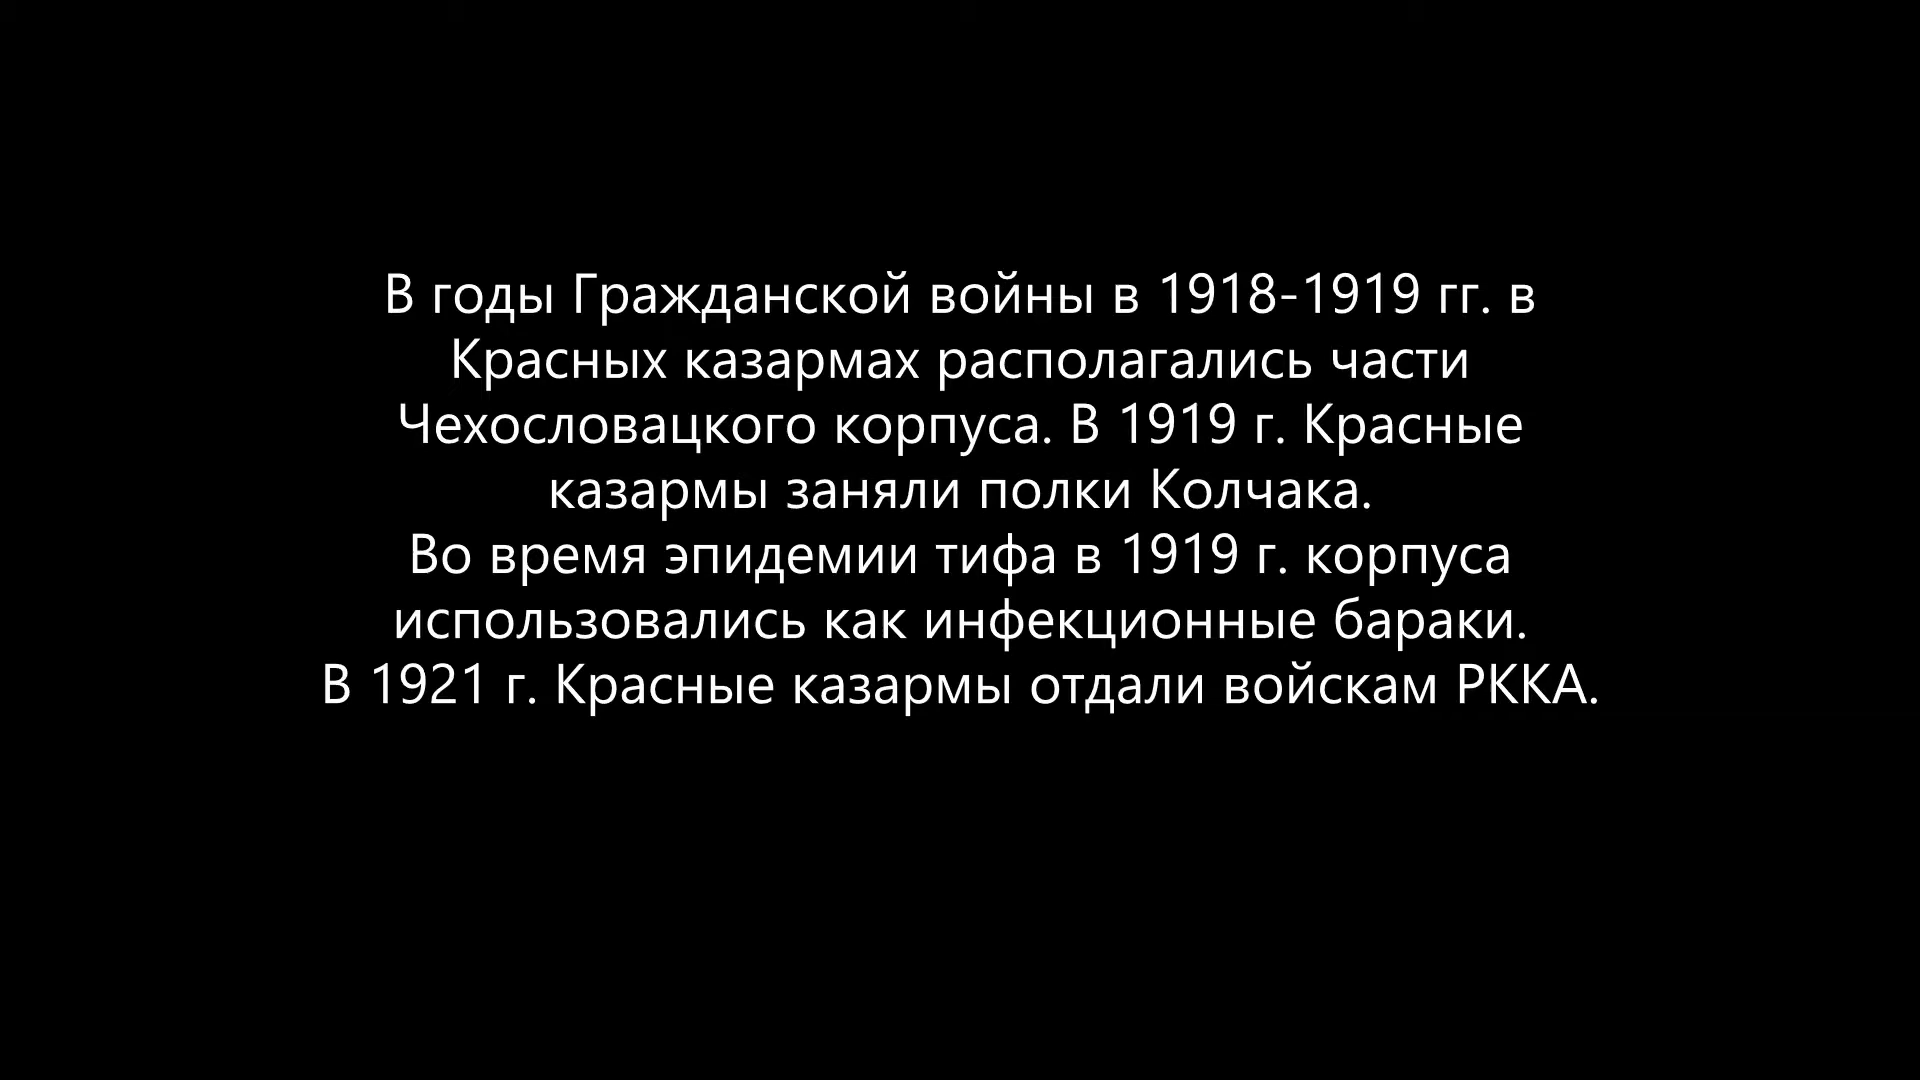 В годы Гражданской войны в 1918-1919 гг. в
Красных казармах располагались части
Чехословацкого корпуса. В 1919 г. Красные
казармы заняли полки Колчака.
Во время эпидемии тифа в 1919 г. корпуса
использовались как инфекционные бараки.
В 1921 г. Красные казармы отдали войскам РККА.